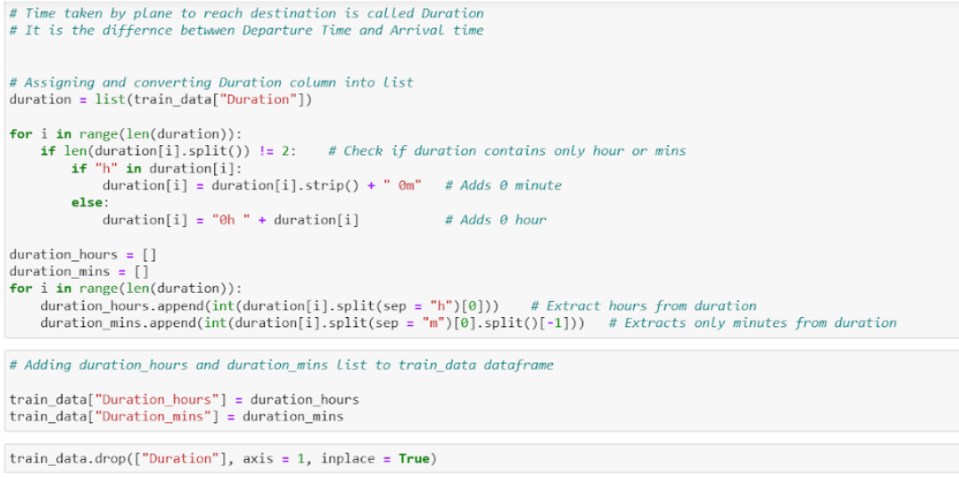 # Time taken by plane to reach destination is called Duration
# It is the differnce betwwen Departure Time and Arrival time
# Assigning and converting Duration column into list
duration = list(train_data["Duration"])
for i in range(len(duration)):
    if len(duration[i].split()) != 2:    # Check if duration contains only hour or mins
        if "h" in duration[i]:
            duration[i] = duration[i].strip() + " 0m"   # Adds 0 minute
        else:
            duration[i] = "0h " + duration[i]           # Adds 0 hour
duration_hours = []
duration_mins = []
for i in range(len(duration)):
    duration_hours.append(int(duration[i].split(sep = "h")[0]))    # Extract hours from duration
    duration_mins.append(int(duration[i].split(sep = "m")[0].split()[-1]))   # Extracts only minutes from duration
# Adding duration_hours and duration_mins list to train_data dataframe
train_data["Duration_hours"] = duration_hours
train_data["Duration_mins"] = duration_mins
train_data.drop(["Duration"], axis = 1, inplace = True)